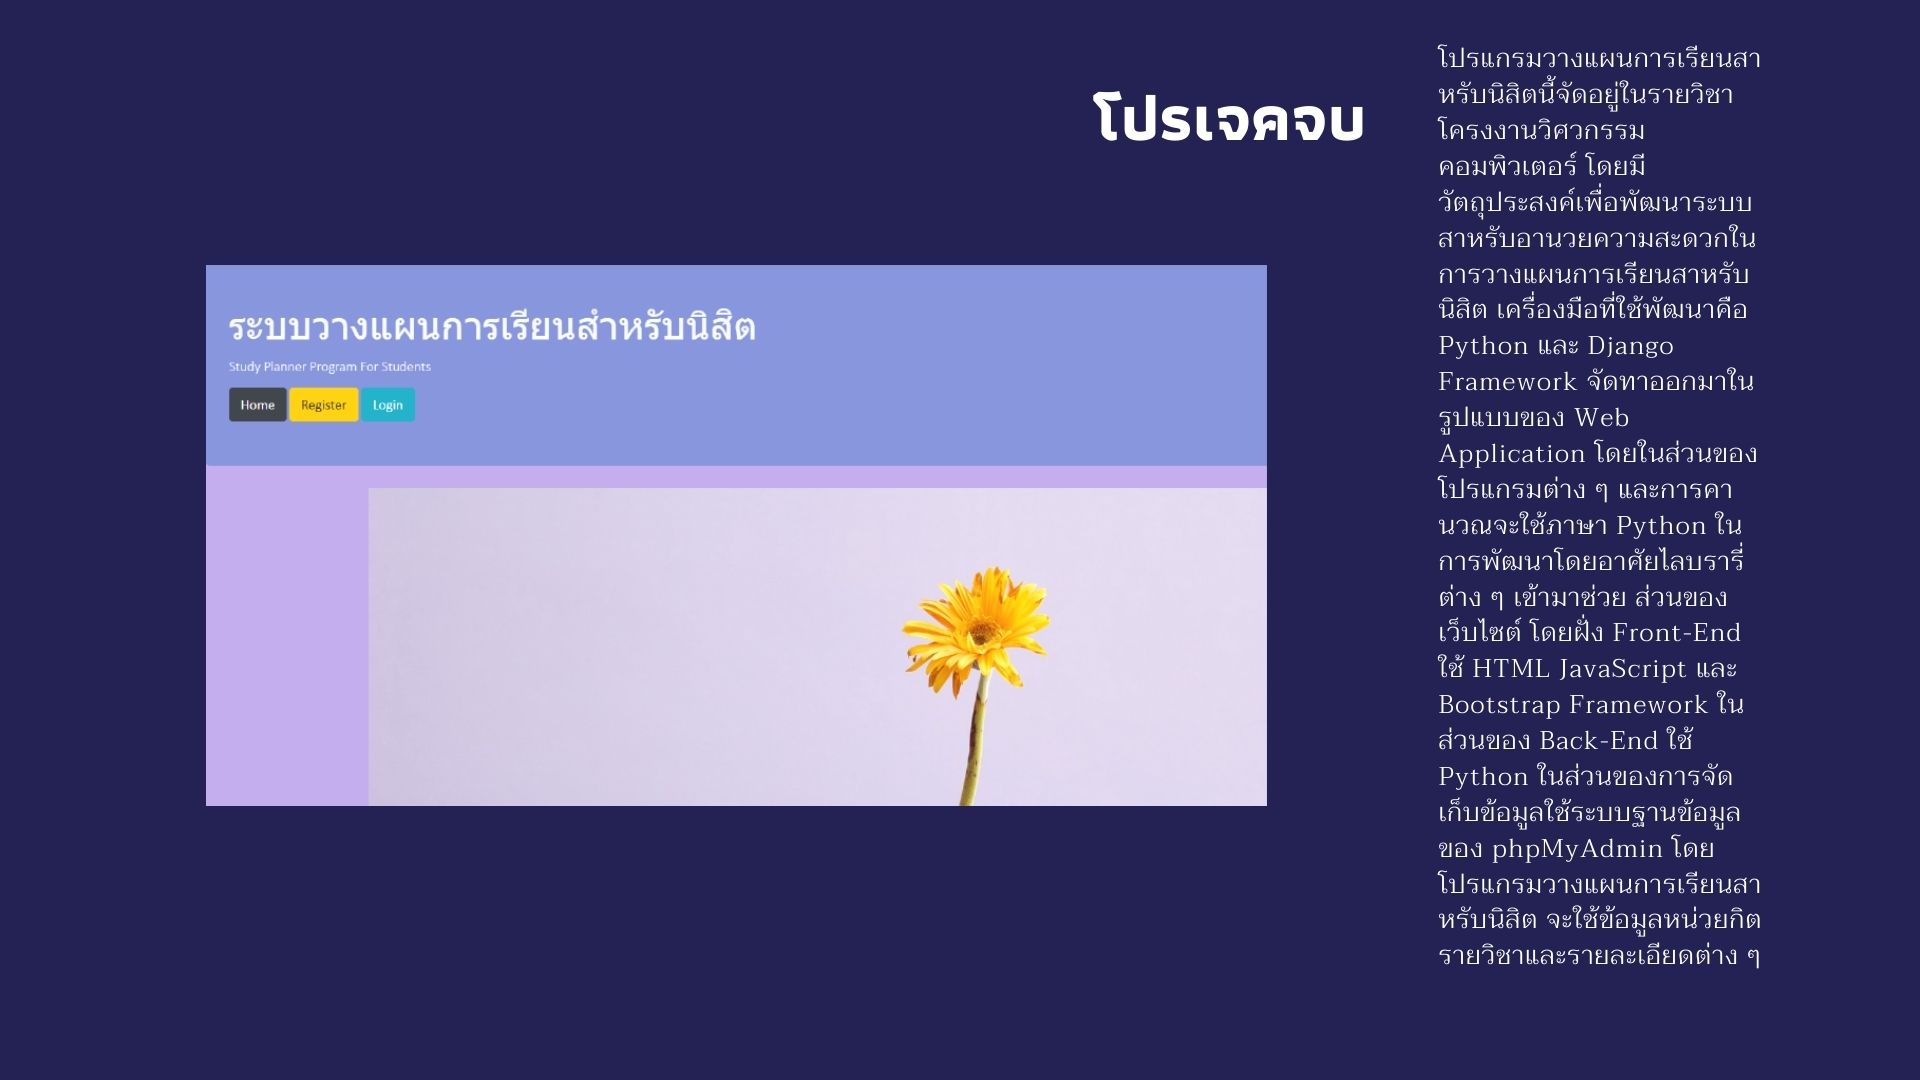 โปรเจคจบ
ระบบวางแผนการเรียนสำหรับนิสิต
Study Planner Program For Students
Home Register Login
โปรแกรมวางแผนการเรียนสา
หรับนิสิตนี้จัดอยู่ในรายวิชา
โครงงานวิศวกรรม
คอมพิวเตอร์ โดยมี
วัตถุประสงค์เพื่อพัฒนาระบบ
สาหรับอานวยความสะดวกใน
การวางแผนการเรียนสาหรับ
นิสิต เครื่องมือที่ใช้พัฒนาคือ
Python และ Django
Framework จัดทาออกมาใน
รูปแบบของ Web
Application โดยในส่วนของ
โปรแกรมต่าง ๆ และการคา
นวณจะใช้ภาษา Python ใน
การพัฒนาโดยอาศัยไลบรารี่
ต่าง ๆ เข้ามาช่วย ส่วนของ
เว็บไซต์ โดยฝั่ง Front-End
ใช้ HTML JavaScript และ
Bootstrap Framework ใน
ส่วนของ Back-End ใช้
Python ในส่วนของการจัด
เก็บข้อมูลใช้ระบบฐานข้อมูล
ของ phpMyAdmin โดย
โปรแกรมวางแผนการเรียนสา
หรับนิสิต จะใช้ข้อมูลหน่วยกิต
รายวิชาและรายละเอียดต่าง ๆ